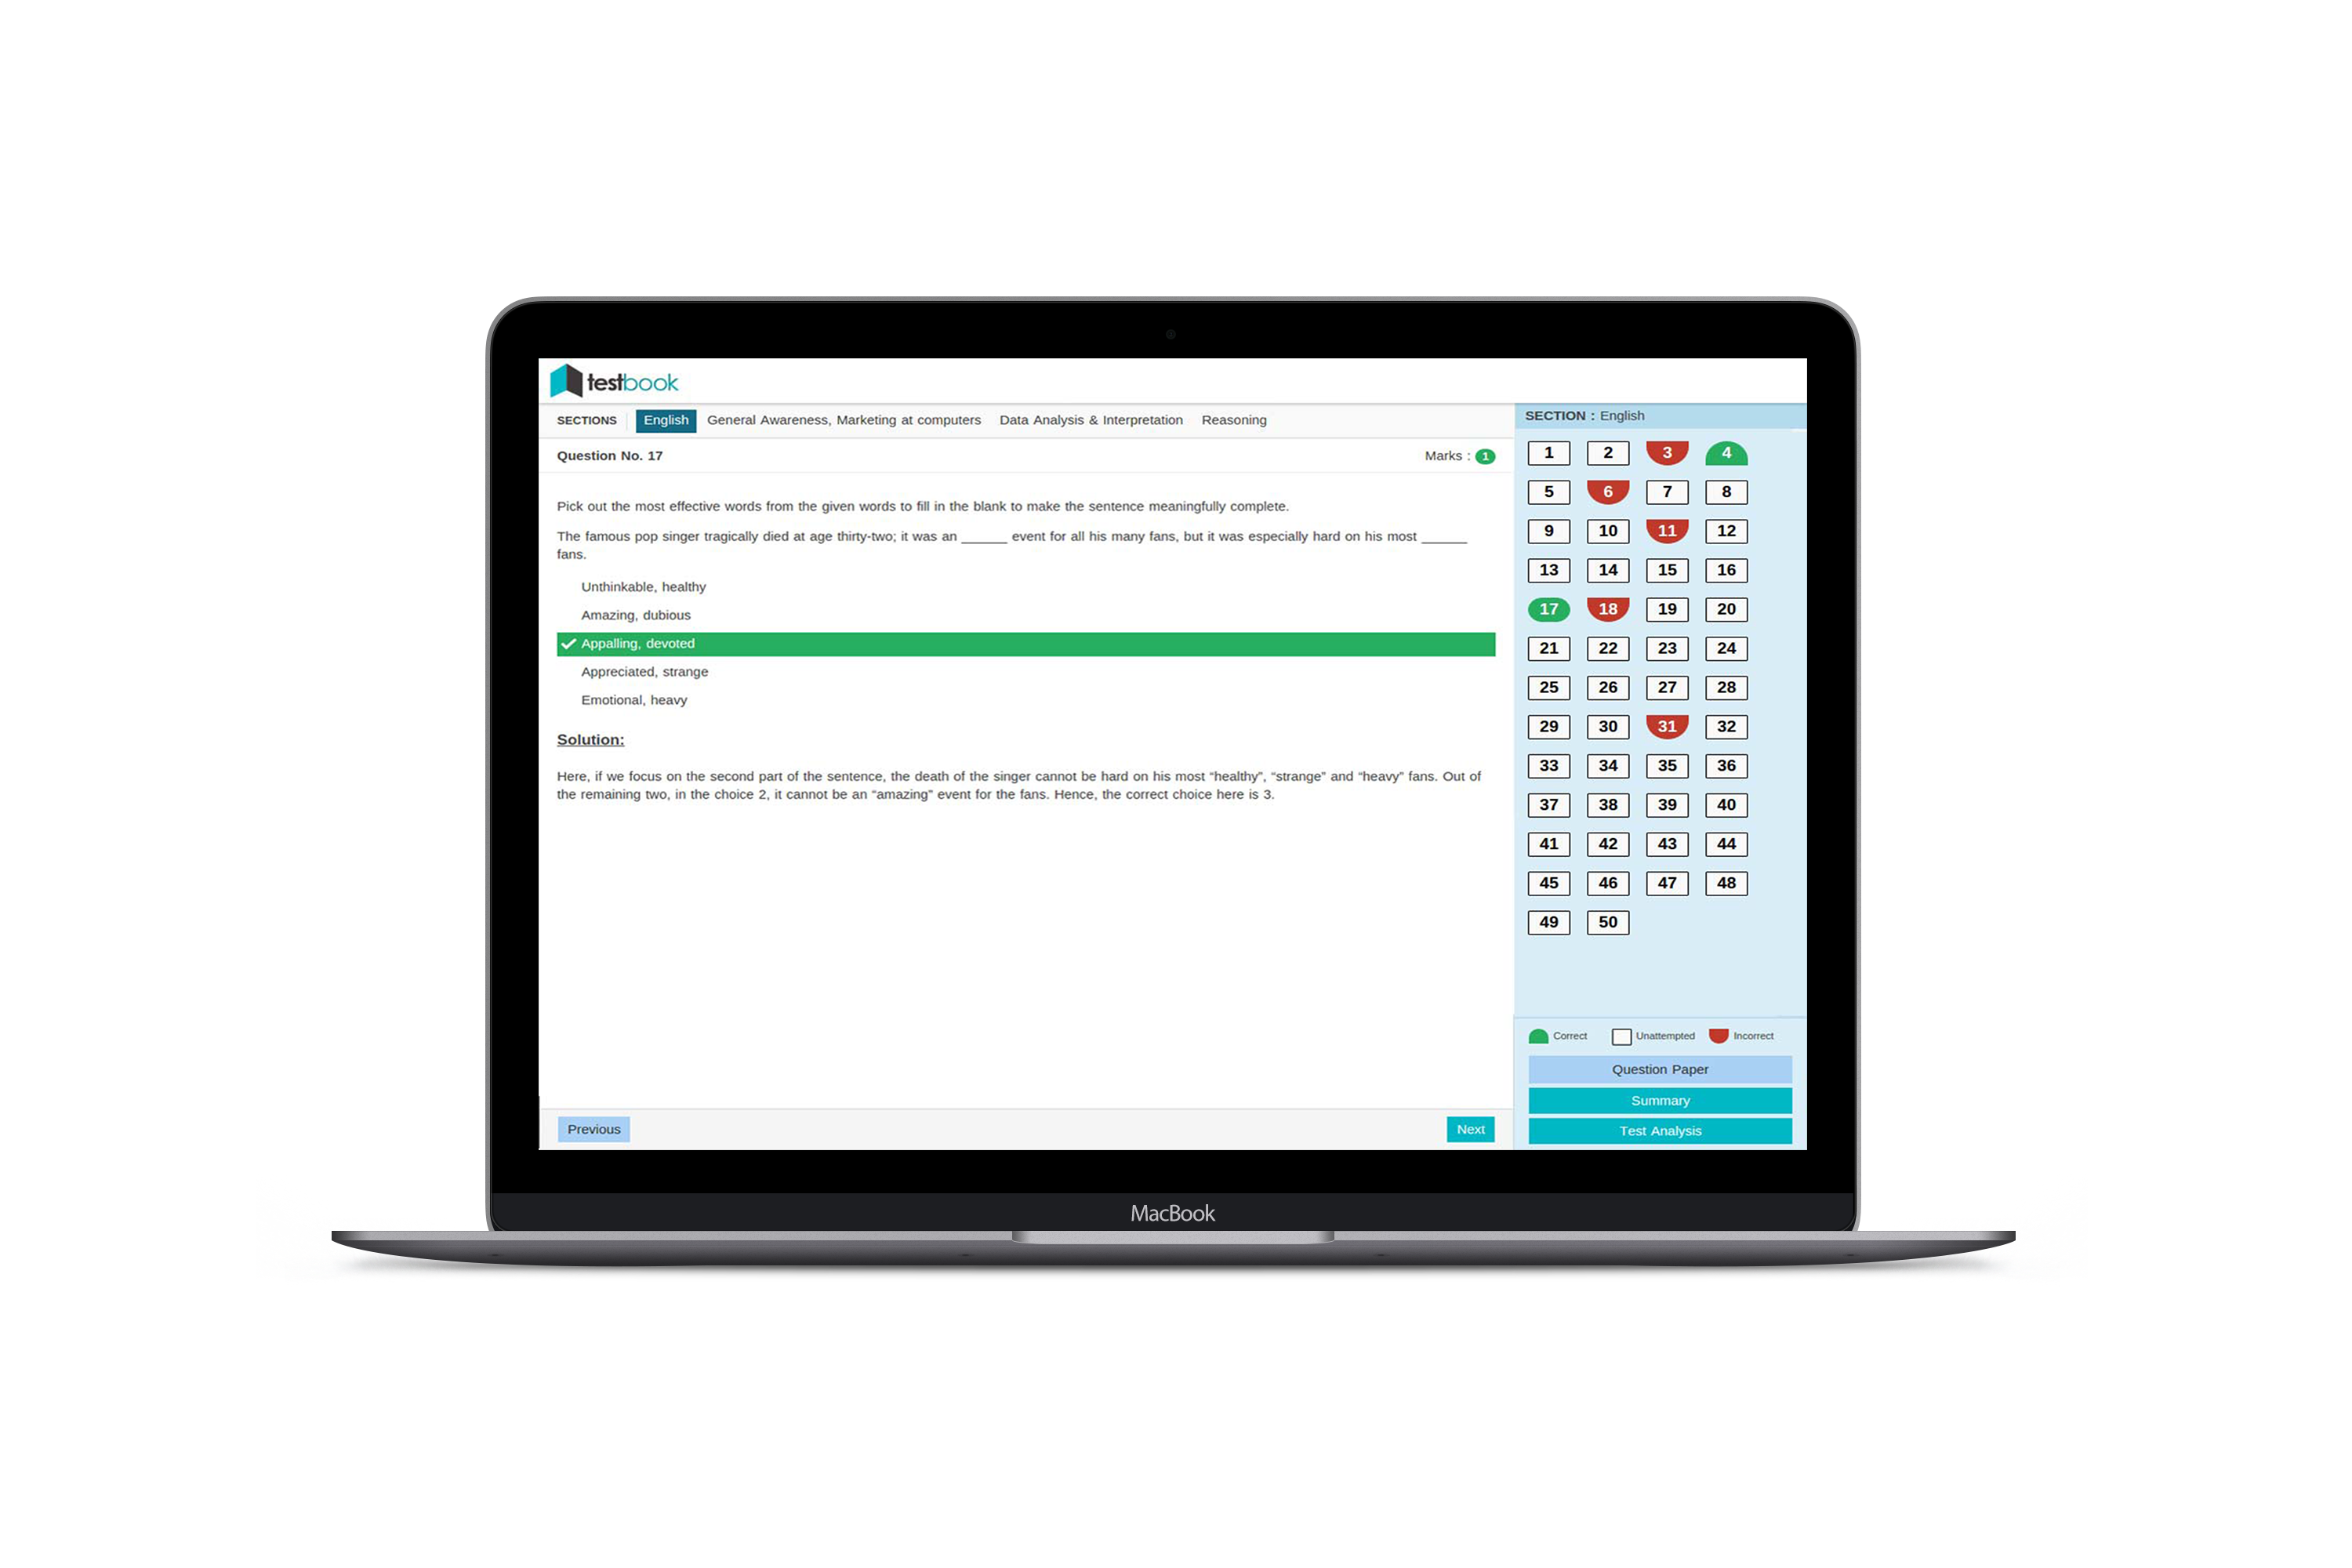 testbook
SECTIONS English General Awareness, Marketing at computers Data Analysis & Interpretation Reasoning
Question No. 17 Marks : 1
Pick out the most effective words from the given words to fill in the blank to make the sentence meaningfully complete.
The famous pop singer tragically died at age thirty-two; it was an ______ event for all his many fans, but it was especially hard on his most ______
fans.
Unthinkable, healthy
Amazing, dubious
Appalling, devoted
Appreciated, strange
Emotional, heavy
Solution:
Here, if we focus on the second part of the sentence, the death of the singer cannot be hard on his most “healthy”, “strange” and “heavy” fans. Out of
the remaining two, in the choice 2, it cannot be an “amazing” event for the fans. Hence, the correct choice here is 3.
Previous Next
SECTION : English
1 2 3 4
5 6 7 8
9 10 11 12
13 14 15 16
17 18 19 20
21 22 23 24
25 26 27 28
29 30 31 32
33 34 35 36
37 38 39 40
41 42 43 44
45 46 47 48
49 50
Correct Unattempted Incorrect
Question Paper
Summary
Test Analysis
MacBook